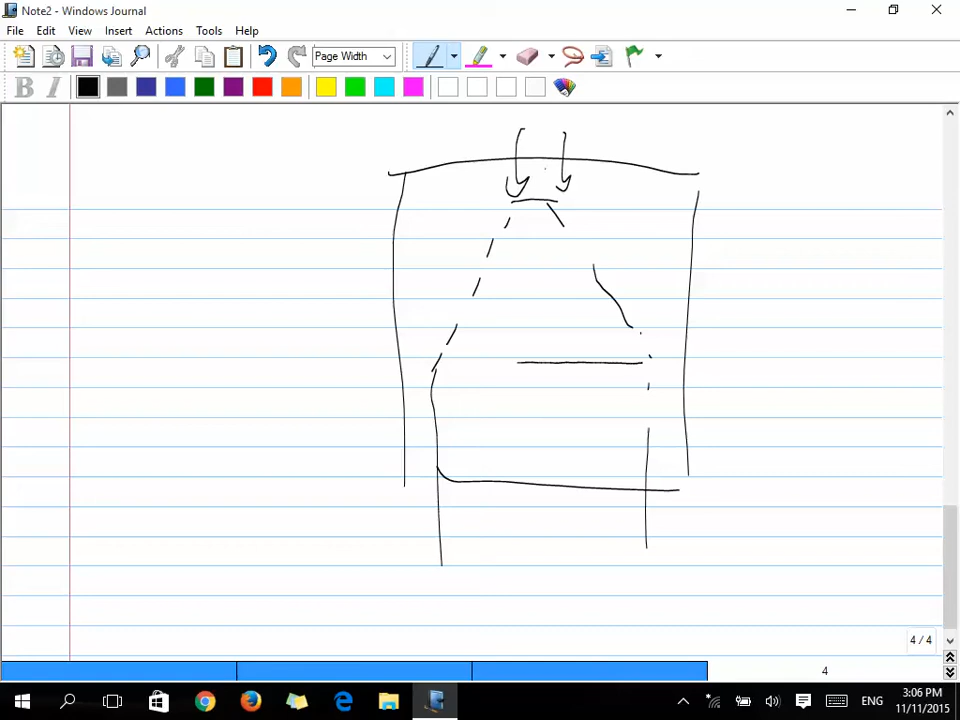 Note2 - Windows Journal
File Edit View Insert Actions Tools Help
Page Width
B I
4 / 4
4
ENG
3:06 PM
11/11/2015